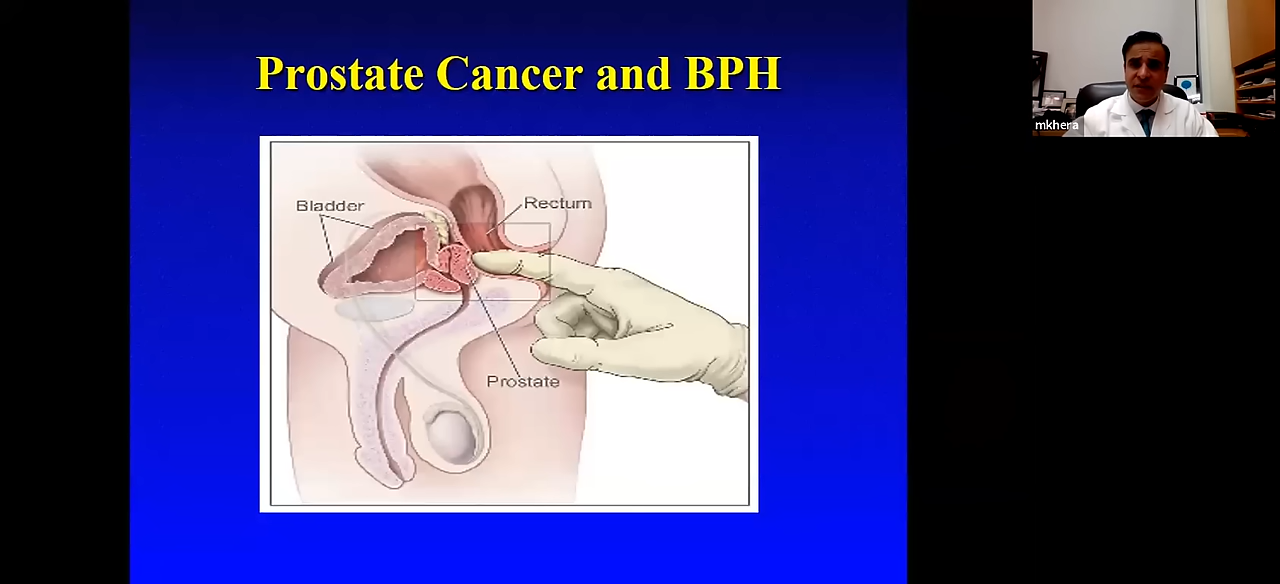 Prostate Cancer and BPH
mkhera
Bladder
Rectum
Prostate